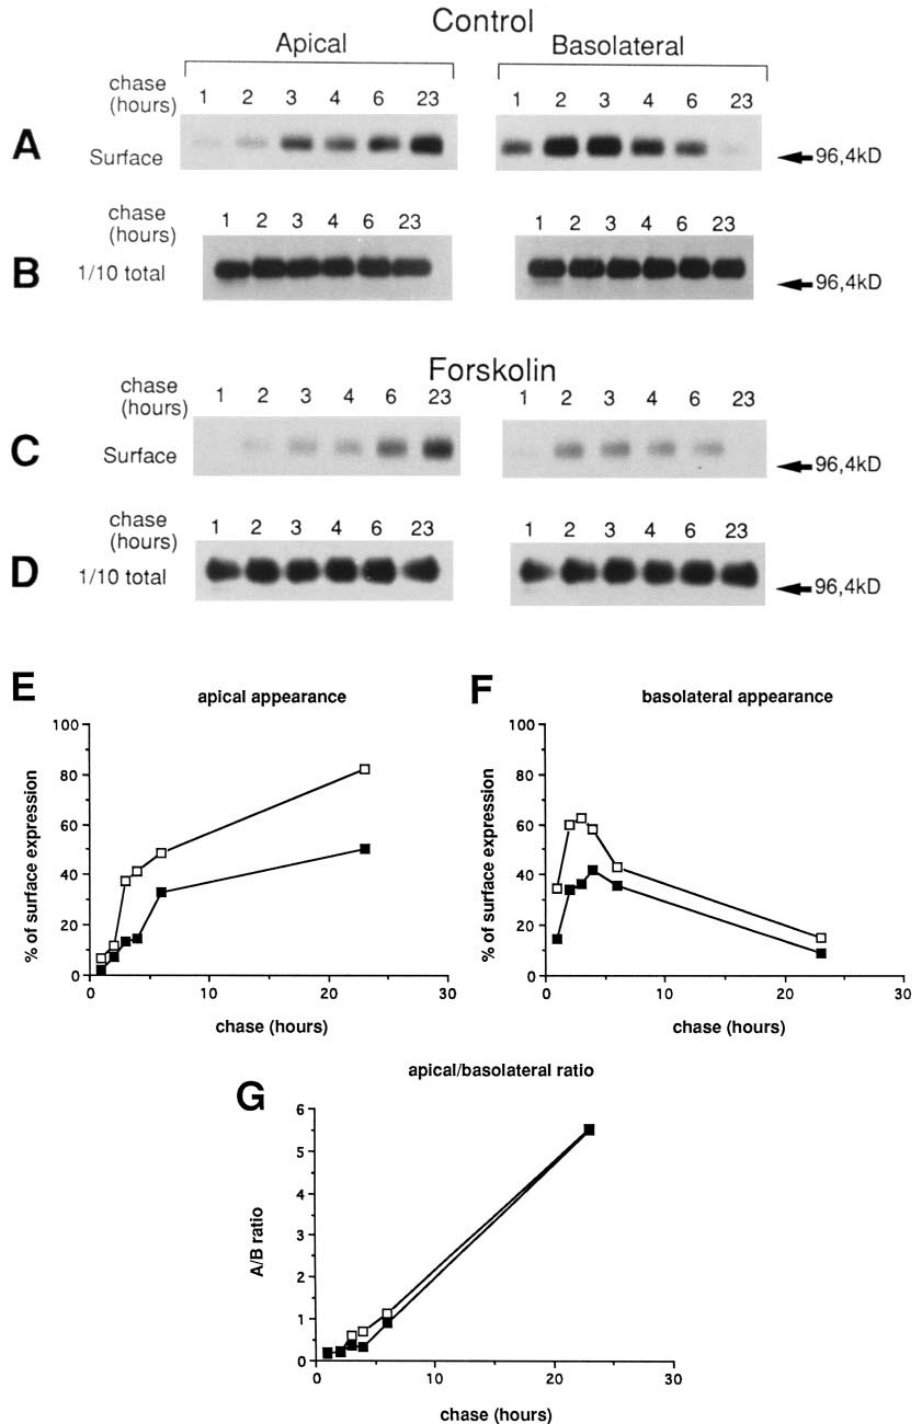 Control
Apical Basolateral
chase
(hours) 1 2 3 4 6 23 1 2 3 4 6 23
A Surface 96,4kD
chase
(hours) 1 2 3 4 6 23 1 2 3 4 6 23
B 1/10 total 96,4kD
Forskolin
chase
(hours) 1 2 3 4 6 23 1 2 3 4 6 23
C Surface 96,4kD
chase
(hours) 1 2 3 4 6 23 1 2 3 4 6 23
D 1/10 total 96,4kD
E apical appearance
% of surface expression
100
80
60
40
20
0
0 10 20 30
chase (hours)
F basolateral appearance
% of surface expression
100
80
60
40
20
0
0 10 20 30
chase (hours)
G apical/basolateral ratio
A/B ratio
6
5
4
3
2
1
0
0 10 20 30
chase (hours)